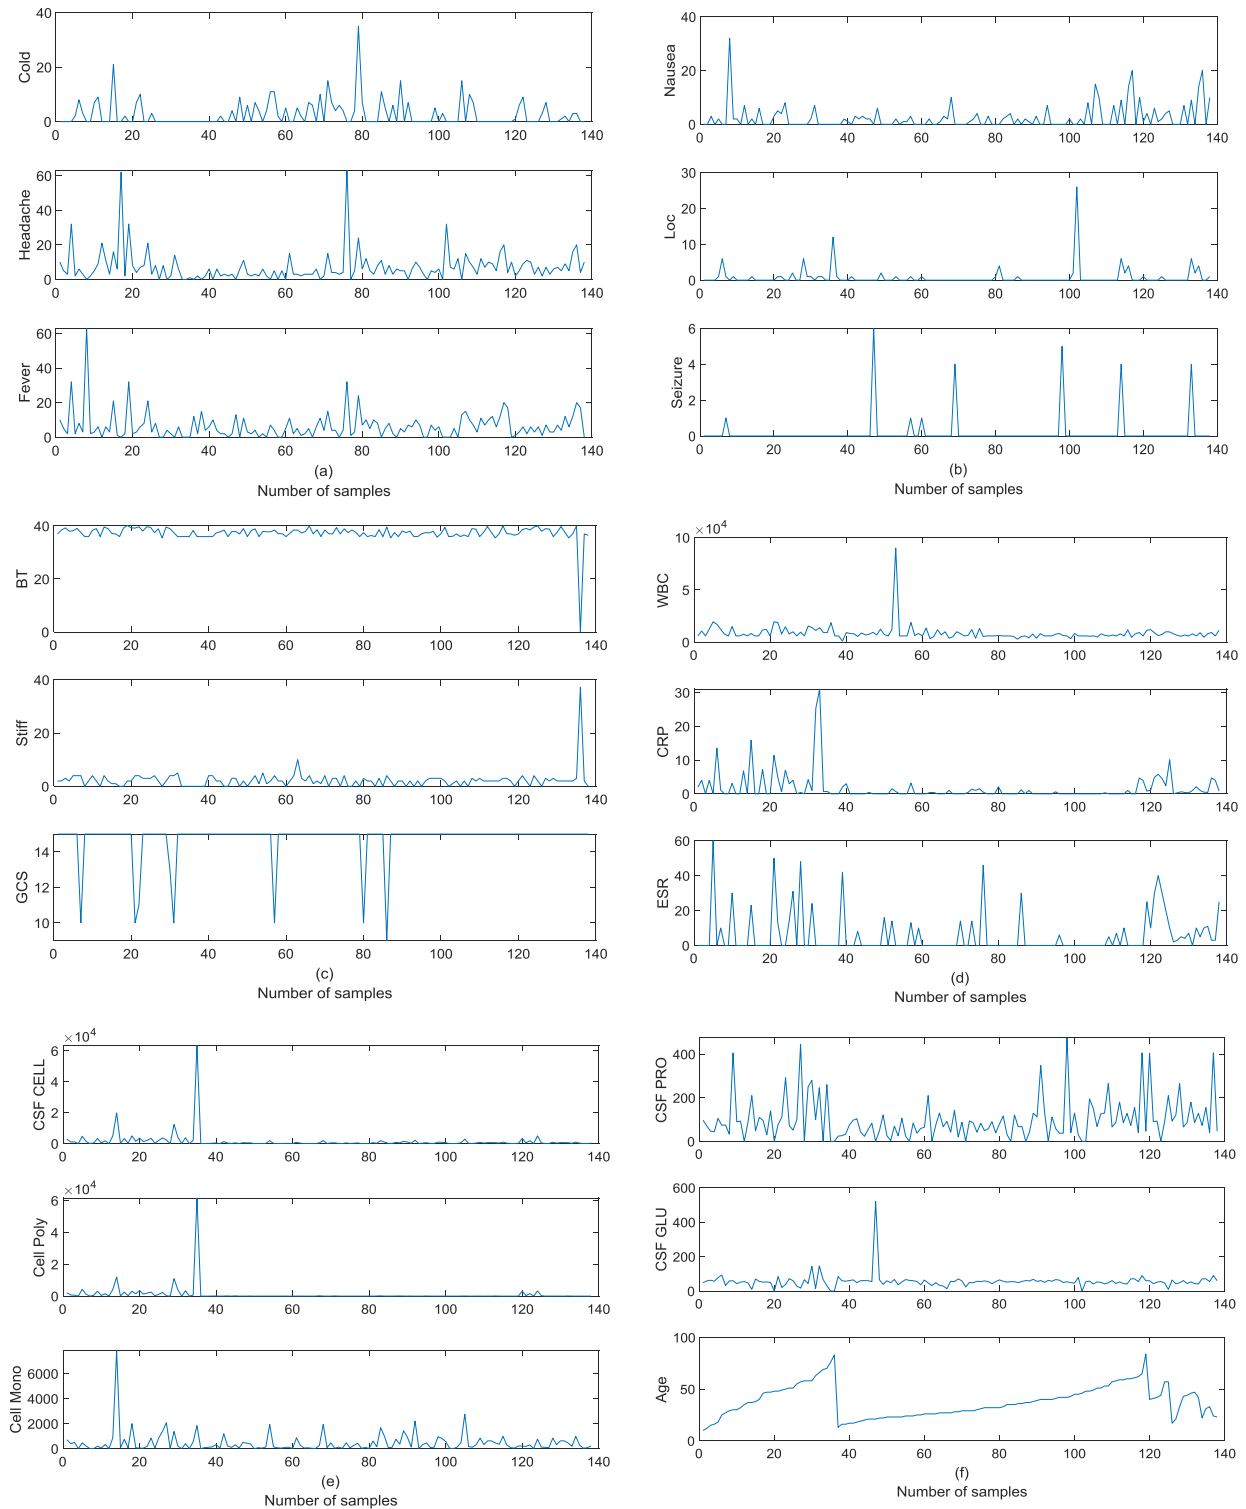 40
20
0
Cold
0 20 40 60 80 100 120 140
60
40
20
0
Headache
0 20 40 60 80 100 120 140
60
40
20
0
Fever
0 20 40 60 80 100 120 140
(a)
Number of samples
40
20
0
Nausea
0 20 40 60 80 100 120 140
30
20
10
0
Loc
0 20 40 60 80 100 120 140
6
4
2
0
Seizure
0 20 40 60 80 100 120 140
(b)
Number of samples
40
20
0
BT
0 20 40 60 80 100 120 140
40
20
0
Stiff
0 20 40 60 80 100 120 140
14
12
10
GCS
0 20 40 60 80 100 120 140
(c)
Number of samples
×10⁴
10
5
0
WBC
0 20 40 60 80 100 120 140
30
20
10
0
CRP
0 20 40 60 80 100 120 140
60
40
20
0
ESR
0 20 40 60 80 100 120 140
(d)
Number of samples
×10⁴
6
4
2
0
CSF CELL
0 20 40 60 80 100 120 140
×10⁴
6
4
2
0
Cell Poly
0 20 40 60 80 100 120 140
6000
4000
2000
0
Cell Mono
0 20 40 60 80 100 120 140
(e)
Number of samples
400
200
0
CSF PRO
0 20 40 60 80 100 120 140
600
400
200
0
CSF GLU
0 20 40 60 80 100 120 140
100
50
0
Age
0 20 40 60 80 100 120 140
(f)
Number of samples